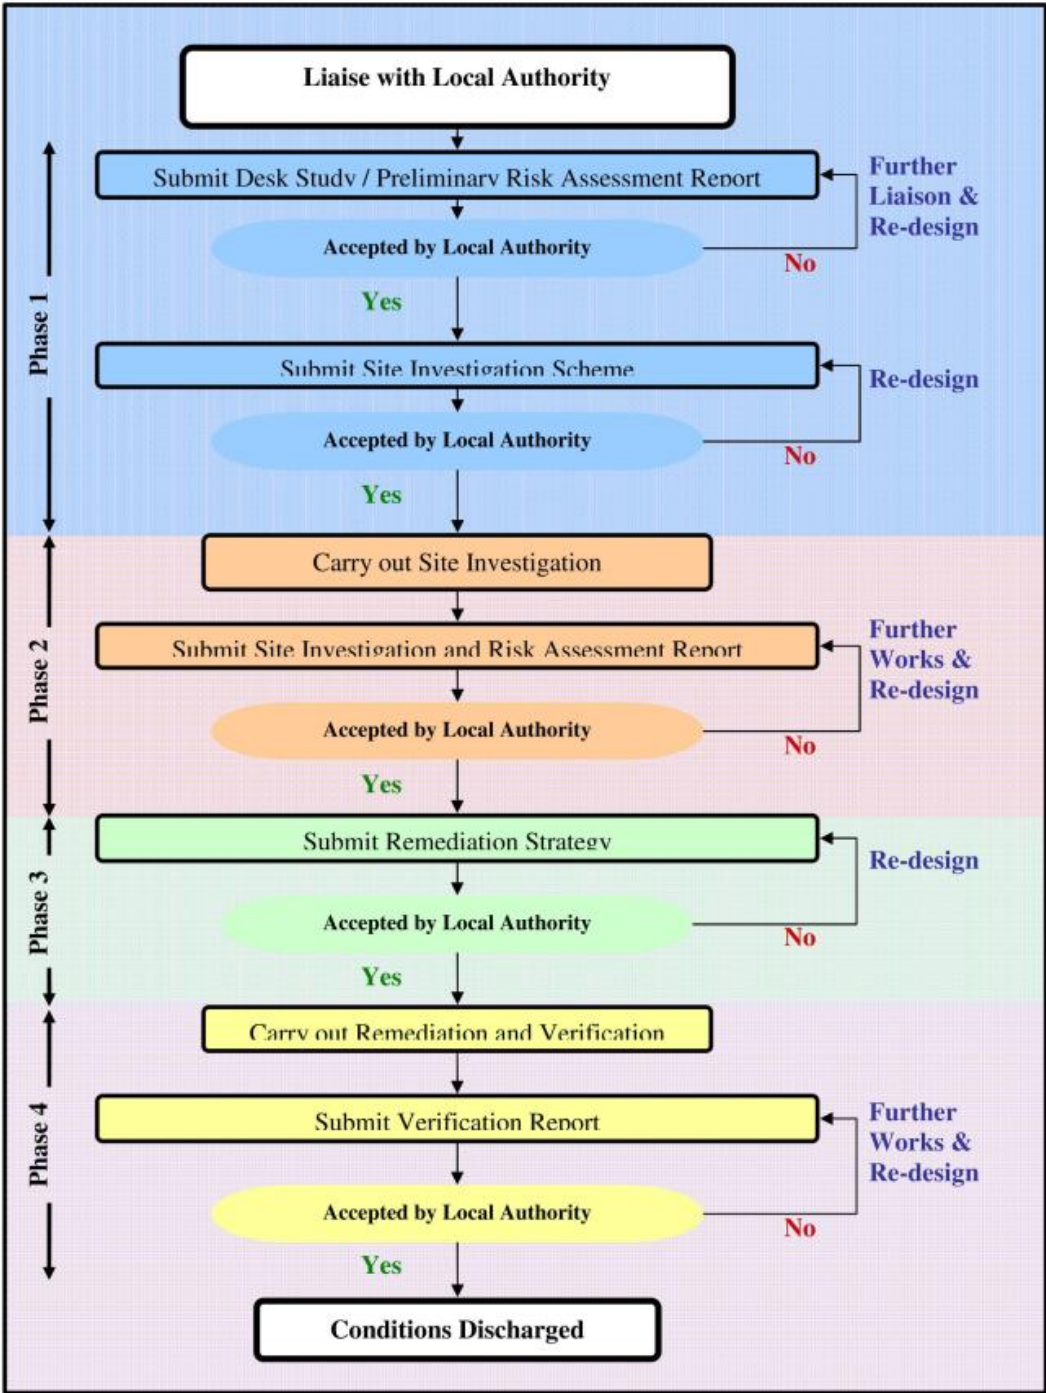 Liaise with Local Authority
Submit Desk Study / Preliminary Risk Assessment Report
Further
Liaison &
Re-design
Accepted by Local Authority
No
Yes
Phase 1
Submit Site Investigation Scheme
Re-design
Accepted by Local Authority
No
Yes
Carry out Site Investigation
Submit Site Investigation and Risk Assessment Report
Further
Works &
Re-design
Phase 2
Accepted by Local Authority
No
Yes
Submit Remediation Strategy
Re-design
Phase 3
Accepted by Local Authority
No
Yes
Carry out Remediation and Verification
Submit Verification Report
Further
Works &
Re-design
Phase 4
Accepted by Local Authority
No
Yes
Conditions Discharged